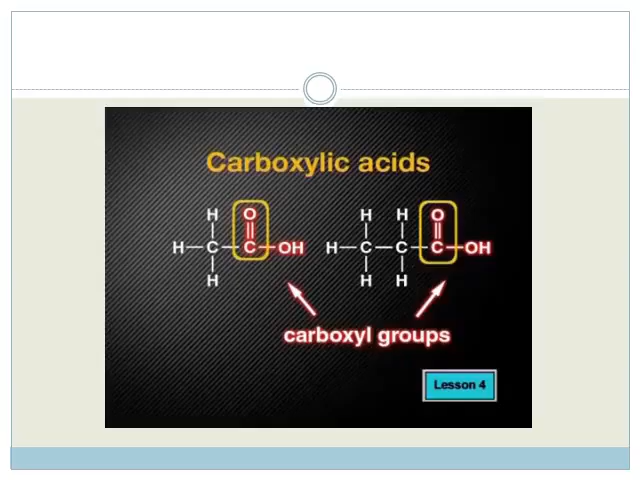 Carboxylic acids
H H H O H O
H C C OH H C C C OH
H H H
carboxyl groups
Lesson 4